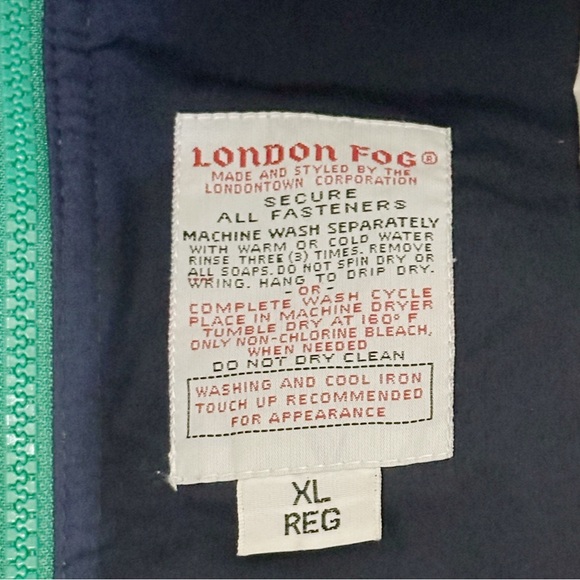 LONDON FOG®
MADE AND STYLED BY THE
LONDONTOWN CORPORATION
SECURE
ALL FASTENERS
MACHINE WASH SEPARATELY
WITH WARM OR COLD WATER
RINSE THREE (3) TIMES. REMOVE
ALL SOAPS. DO NOT SPIN DRY OR
WRING. HANG TO DRIP DRY.
- OR -
COMPLETE WASH CYCLE
PLACE IN MACHINE DRYER
TUMBLE DRY AT 160° F
ONLY NON-CHLORINE BLEACH,
WHEN NEEDED
DO NOT DRY CLEAN
WASHING AND COOL IRON
TOUCH UP RECOMMENDED
FOR APPEARANCE
XL
REG